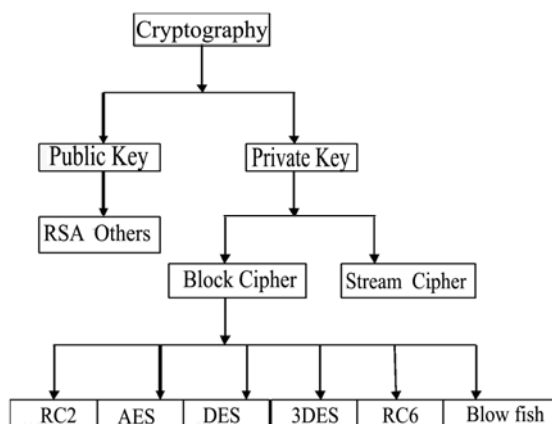 Cryptography
Public Key
Private Key
RSA Others
Block Cipher
Stream Cipher
RC2
AES
DES
3DES
RC6
Blow fish